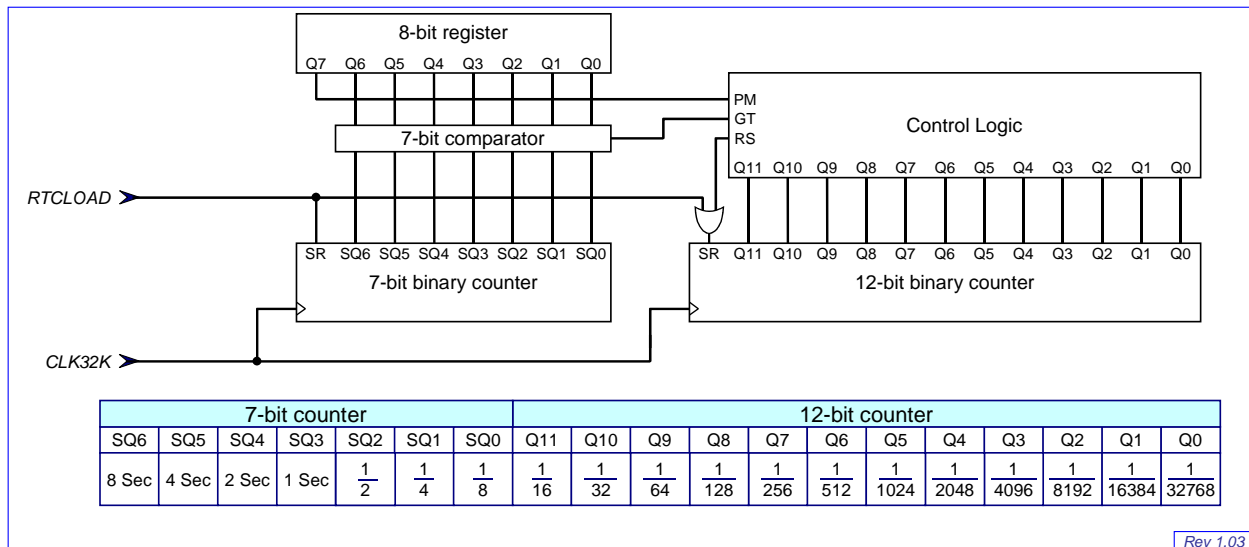 8-bit register
Q7 Q6 Q5 Q4 Q3 Q2 Q1 Q0
PM
GT
RS
Control Logic
7-bit comparator
Q11 Q10 Q9 Q8 Q7 Q6 Q5 Q4 Q3 Q2 Q1 Q0
RTCLOAD
SR SQ6 SQ5 SQ4 SQ3 SQ2 SQ1 SQ0
7-bit binary counter
SR Q11 Q10 Q9 Q8 Q7 Q6 Q5 Q4 Q3 Q2 Q1 Q0
12-bit binary counter
CLK32K
7-bit counter 12-bit counter
SQ6 SQ5 SQ4 SQ3 SQ2 SQ1 SQ0 Q11 Q10 Q9 Q8 Q7 Q6 Q5 Q4 Q3 Q2 Q1 Q0
8 Sec 4 Sec 2 Sec 1 Sec 1/2 1/4 1/8 1/16 1/32 1/64 1/128 1/256 1/512 1/1024 1/2048 1/4096 1/8192 1/16384 1/32768
Rev 1.03